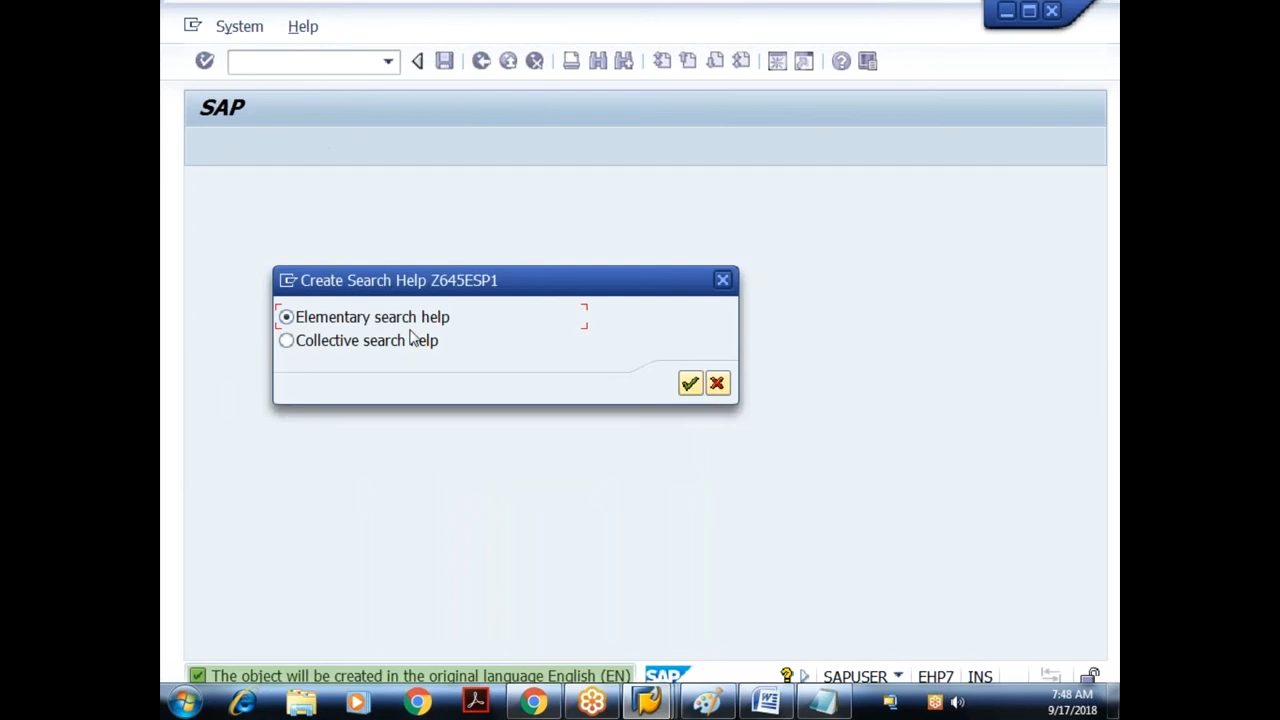 System Help
SAP
Create Search Help Z645ESP1
Elementary search help
Collective search help
The object will be created in the original language English (EN)
SAP
SAPUSER
EHP7
INS
7:48 AM
9/17/2018